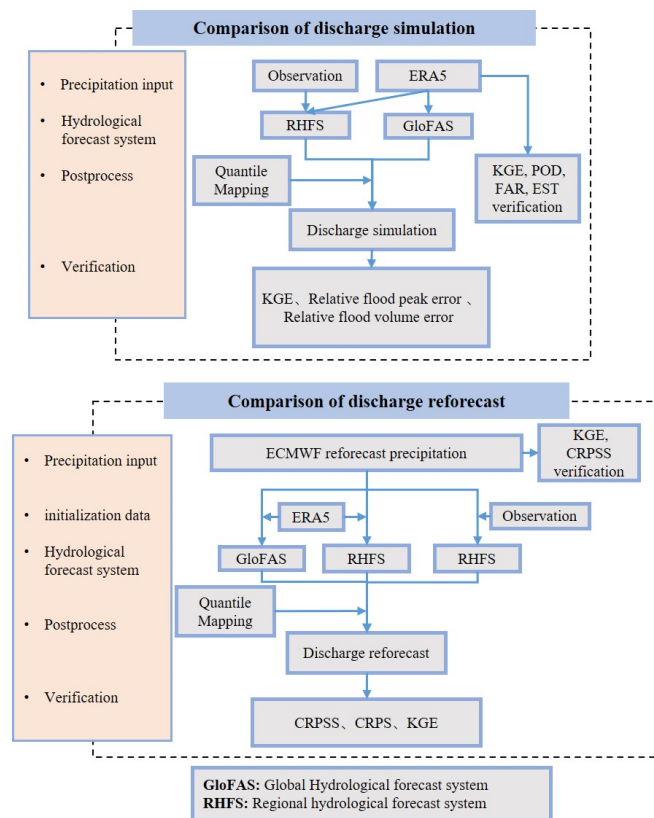 Comparison of discharge simulation
• Precipitation input
• Hydrological
forecast system
• Postprocess
• Verification
Observation
ERA5
RHFS
GloFAS
Quantile
Mapping
KGE, POD,
FAR, EST
verification
Discharge simulation
KGE、Relative flood peak error 、
Relative flood volume error
Comparison of discharge reforecast
• Precipitation input
• initialization data
• Hydrological
forecast system
• Postprocess
• Verification
ECMWF reforecast precipitation
KGE,
CRPSS
verification
ERA5
Observation
GloFAS
RHFS
RHFS
Quantile
Mapping
Discharge reforecast
CRPSS、CRPS、KGE
GloFAS: Global Hydrological forecast system
RHFS: Regional hydrological forecast system